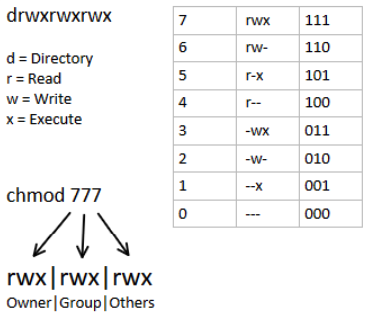 drwxrwxrwx
d = Directory
r = Read
w = Write
x = Execute
chmod 777
rwx|rwx|rwx
Owner|Group|Others
7 rwx 111
6 rw- 110
5 r-x 101
4 r-- 100
3 -wx 011
2 -w- 010
1 --x 001
0 --- 000